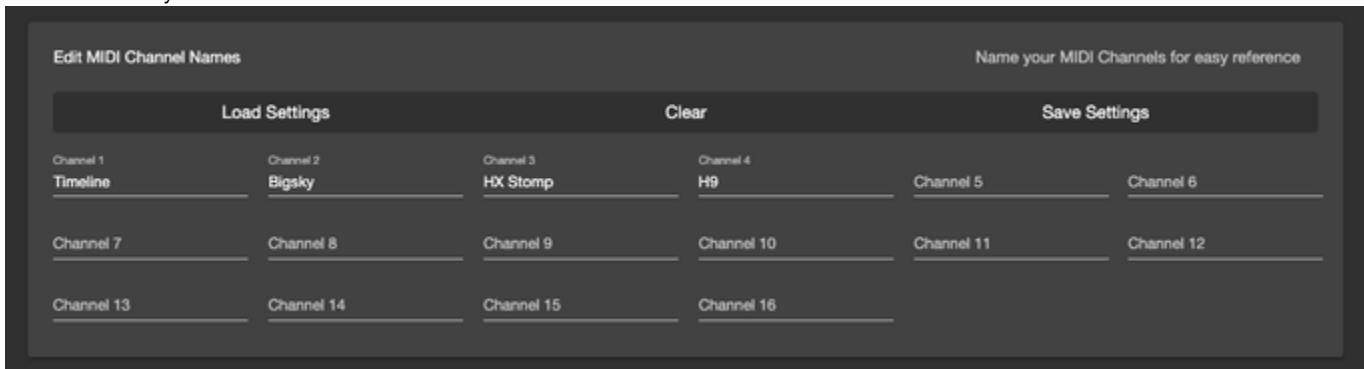 Edit MIDI Channel Names Name your MIDI Channels for easy reference
Load Settings Clear Save Settings
Channel 1 Channel 2 Channel 3 Channel 4
Timeline Bigsky HX Stomp H9 Channel 5 Channel 6
Channel 7 Channel 8 Channel 9 Channel 10 Channel 11 Channel 12
Channel 13 Channel 14 Channel 15 Channel 16